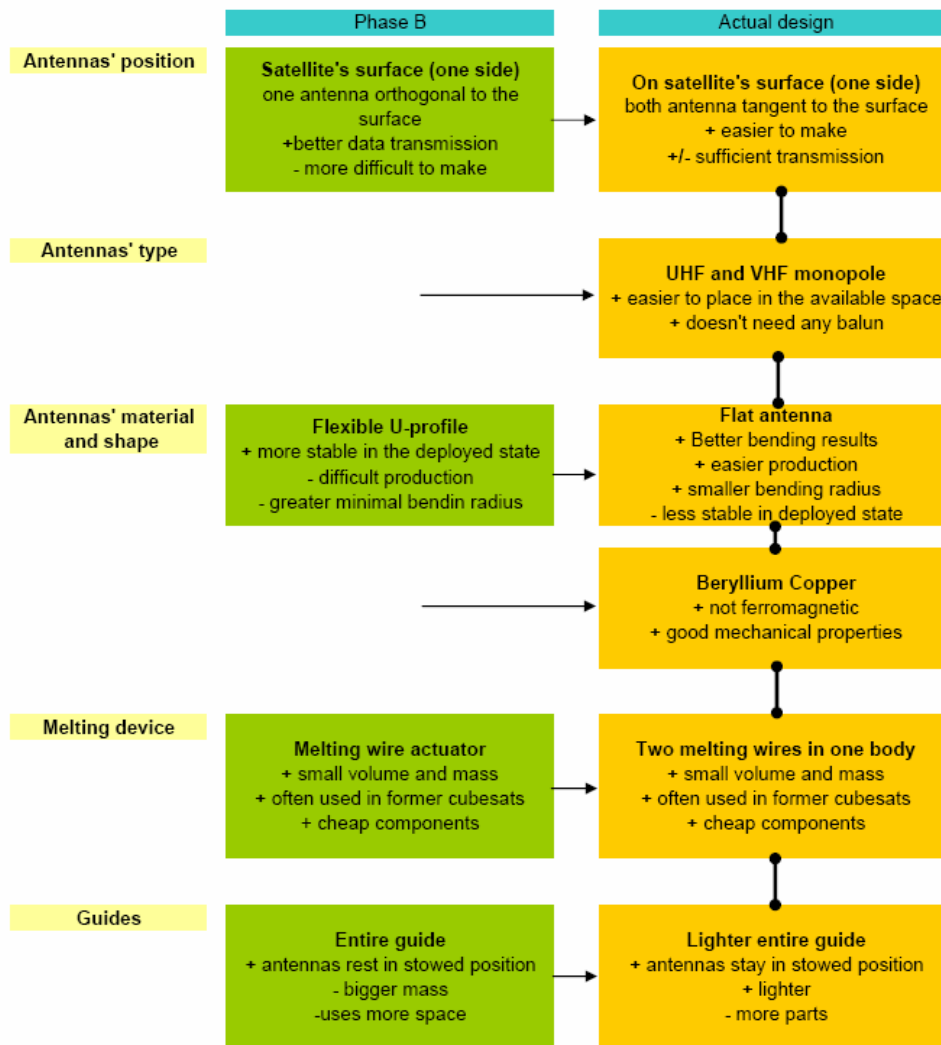 Phase B
Actual design
Antennas' position
Satellite's surface (one side)
one antenna orthogonal to the
surface
+better data transmission
- more difficult to make
On satellite's surface (one side)
both antenna tangent to the surface
+ easier to make
+/- sufficient transmission
Antennas' type
UHF and VHF monopole
+ easier to place in the available space
+ doesn't need any balun
Antennas' material
and shape
Flexible U-profile
+ more stable in the deployed state
- difficult production
- greater minimal bendin radius
Flat antenna
+ Better bending results
+ easier production
+ smaller bending radius
- less stable in deployed state
Beryllium Copper
+ not ferromagnetic
+ good mechanical properties
Melting device
Melting wire actuator
+ small volume and mass
+ often used in former cubesats
+ cheap components
Two melting wires in one body
+ small volume and mass
+ often used in former cubesats
+ cheap components
Guides
Entire guide
+ antennas rest in stowed position
- bigger mass
-uses more space
Lighter entire guide
+ antennas stay in stowed position
+ lighter
- more parts